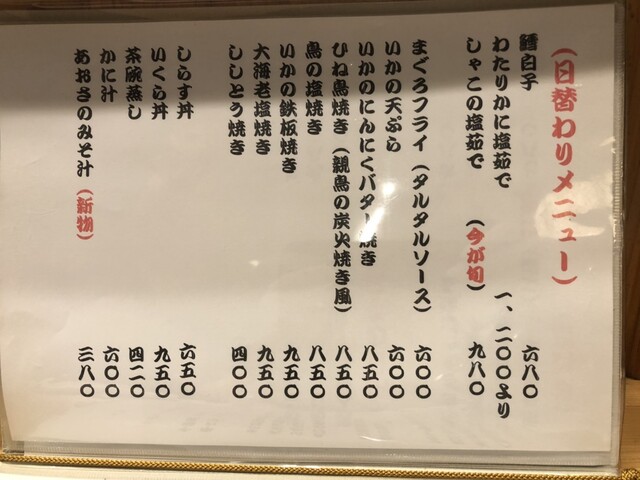 (日替わりメニュー)
鱈白子 六八〇
わたりかに塩茹で 一、二〇〇より
しゃこの塩茹で (今が旬) 九八〇
まぐろフライ (タルタルソース) 六〇〇
いかの天ぷら 六〇〇
いかのにんにくバター焼き 八五〇
ひね鳥焼き (親鳥の炭火焼き風) 八五〇
鳥の塩焼き 八五〇
いかの鉄板焼き 九五〇
大海老塩焼き 九五〇
ししとう焼き 四〇〇
しらす丼 六五〇
いくら丼 九五〇
茶碗蒸し 四二〇
かに汁 六〇〇
あおさのみそ汁 (新物) 三八〇